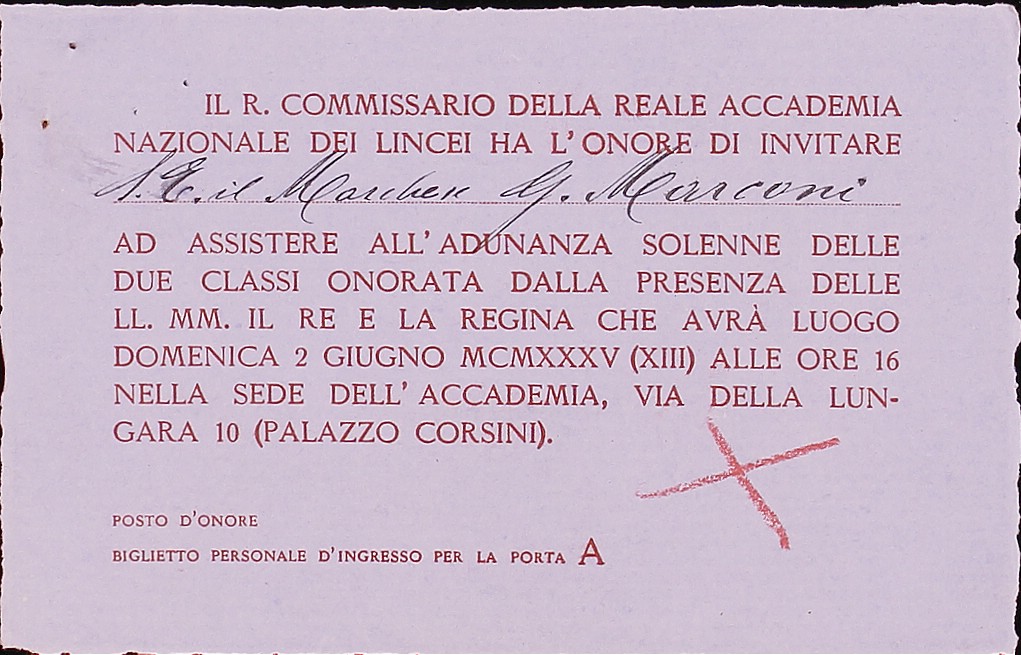 IL R. COMMISSARIO DELLA REALE ACCADEMIA
NAZIONALE DEI LINCEI HA L'ONORE DI INVITARE
S. E. il Marchese G. Marconi
AD ASSISTERE ALL'ADUNANZA SOLENNE DELLE
DUE CLASSI ONORATA DALLA PRESENZA DELLE
LL. MM. IL RE E LA REGINA CHE AVRÀ LUOGO
DOMENICA 2 GIUGNO MCMXXXV (XIII) ALLE ORE 16
NELLA SEDE DELL'ACCADEMIA, VIA DELLA LUN-
GARA 10 (PALAZZO CORSINI).
POSTO D'ONORE
BIGLIETTO PERSONALE D'INGRESSO PER LA PORTA A